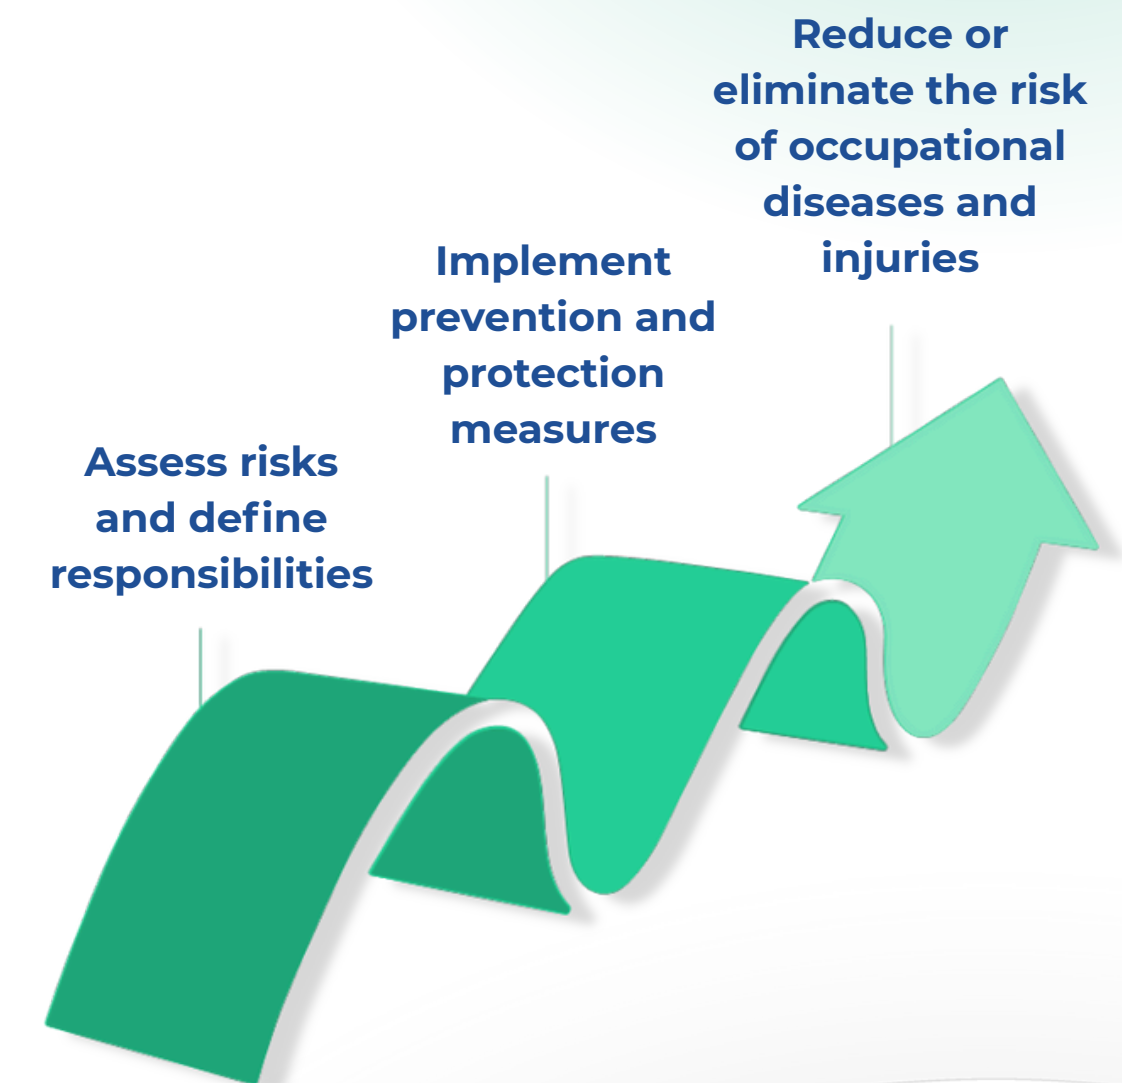 Reduce or
eliminate the risk
of occupational
diseases and
injuries
Implement
prevention and
protection
measures
Assess risks
and define
responsibilities